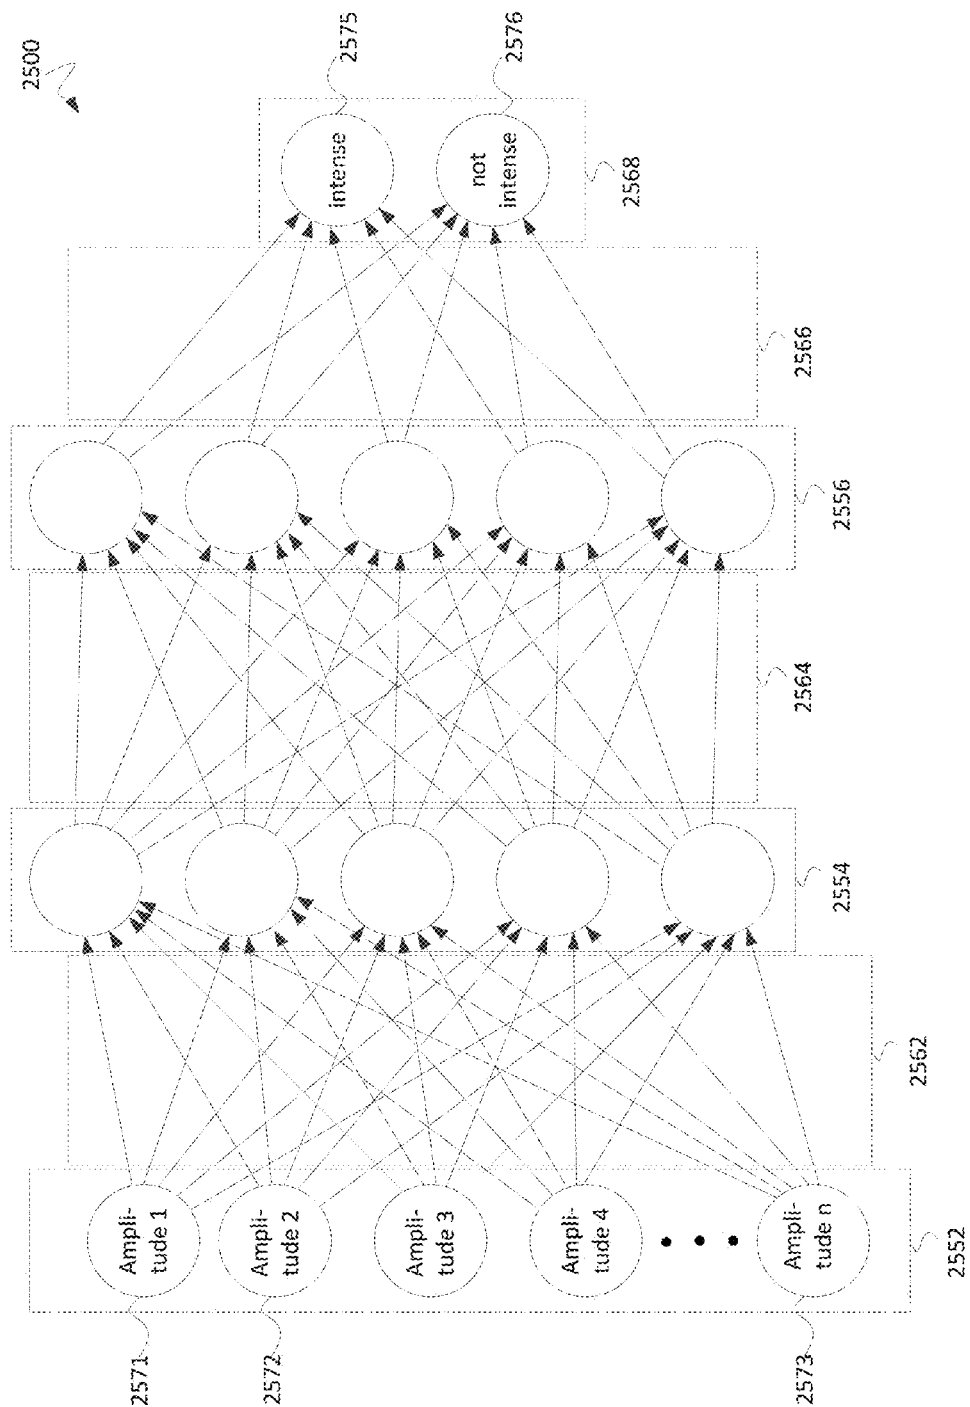 2500
2575
2576
intense
not
intense
2568
2566
2556
2564
2554
2562
Ampli-
tude 1
Ampli-
tude 2
Ampli-
tude 3
Ampli-
tude 4
Ampli-
tude n
2552
2571
2572
2573